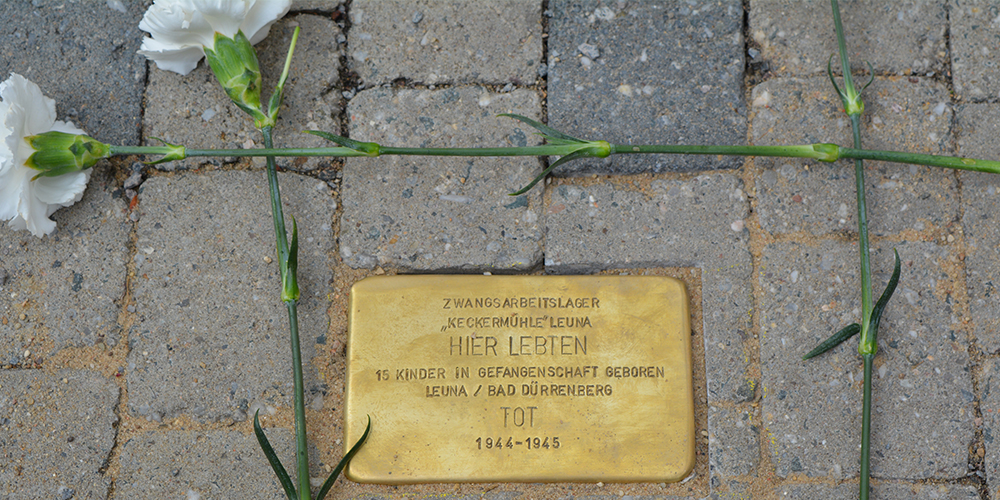 ZWANGSARBEITSLAGER
„KECKERMÜHLE“LEUNA
HIER LEBTEN
15 KINDER IN GEFANGENSCHAFT GEBOREN
LEUNA / BAD DÜRRENBERG
TOT
1944-1945